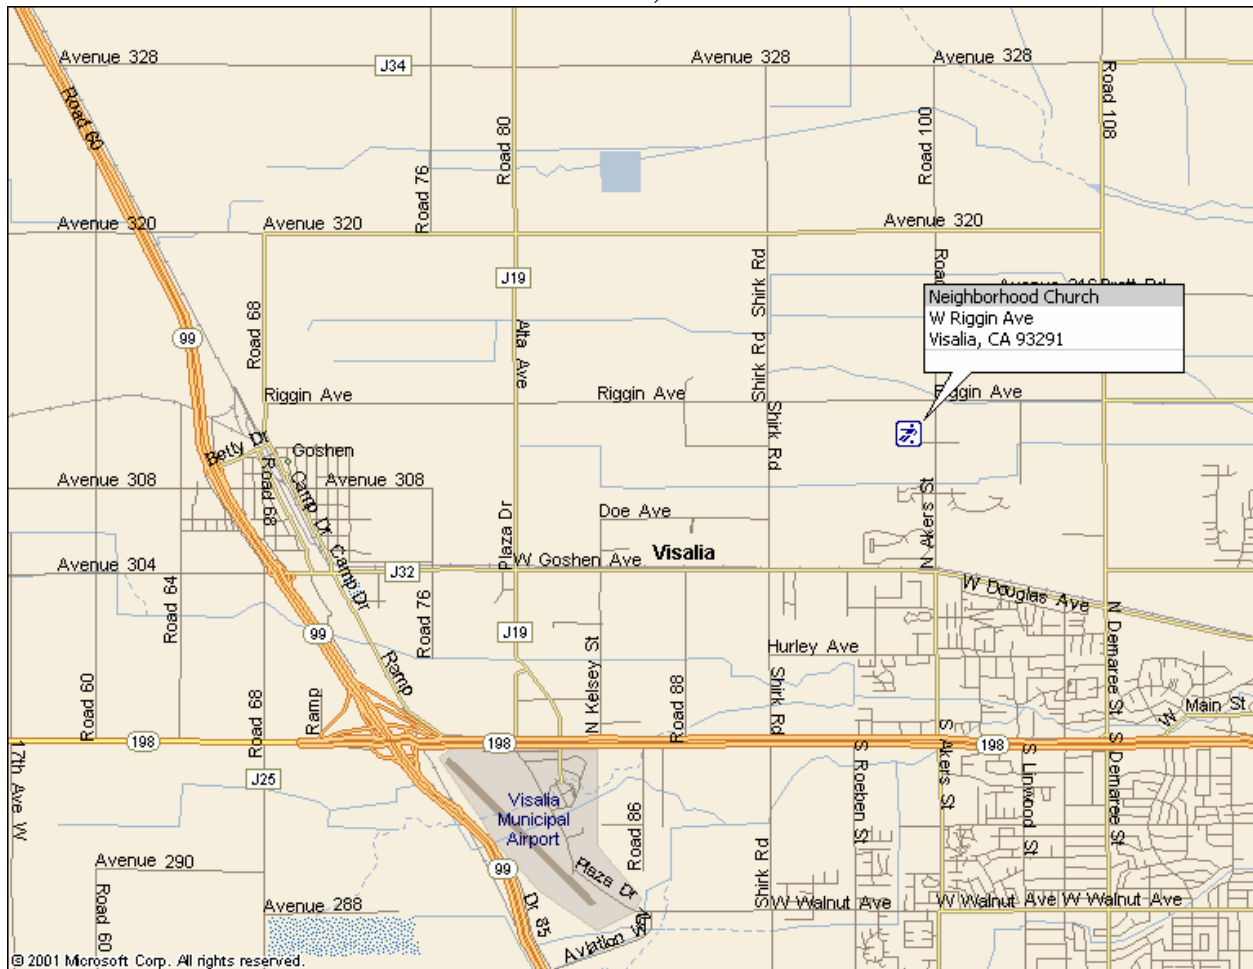 Avenue 328
J34
Avenue 328
Road 60
Road 80
Road 100
Road 108
Road 76
Avenue 320
Avenue 320
Avenue 320
J19
Shirk Rd
Road 68
99
Alta Ave
Shirk Rd
Neighborhood Church
W Riggin Ave
Visalia, CA 93291
Riggin Ave
Riggin Ave
Riggin Ave
Shirk Rd
Betty Dr
Goshen
Road 68
Camp Dr
Avenue 308
Avenue 308
Plaza Dr
Doe Ave
N Akers St
Visalia
W Goshen Ave
Avenue 304
J32
Camp Dr
Road 64
Road 76
W Douglas Ave
99
J19
N Kelsey St
Hurley Ave
N Demaree St
Ramp
Road 60
Road 68
Ramp
Road 88
Shirk Rd
W Main St
198
198
198
17th Ave W
J25
S Roeben St
S Akers St
S Linwood St
S Demaree St
Visalia
Municipal
Airport
Road 86
Avenue 290
99
Plaza Dr
Shirk Rd
Road 60
Avenue 288
Dr 85
Aviation
W Walnut Ave
W Walnut Ave
W Walnut Ave
© 2001 Microsoft Corp. All rights reserved.